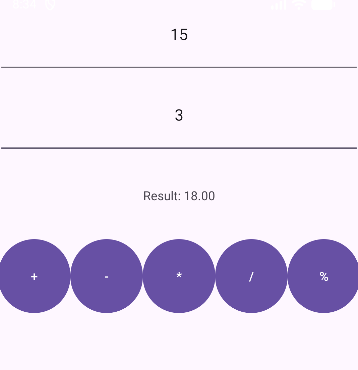 15
3
Result: 18.00
+ - * / %